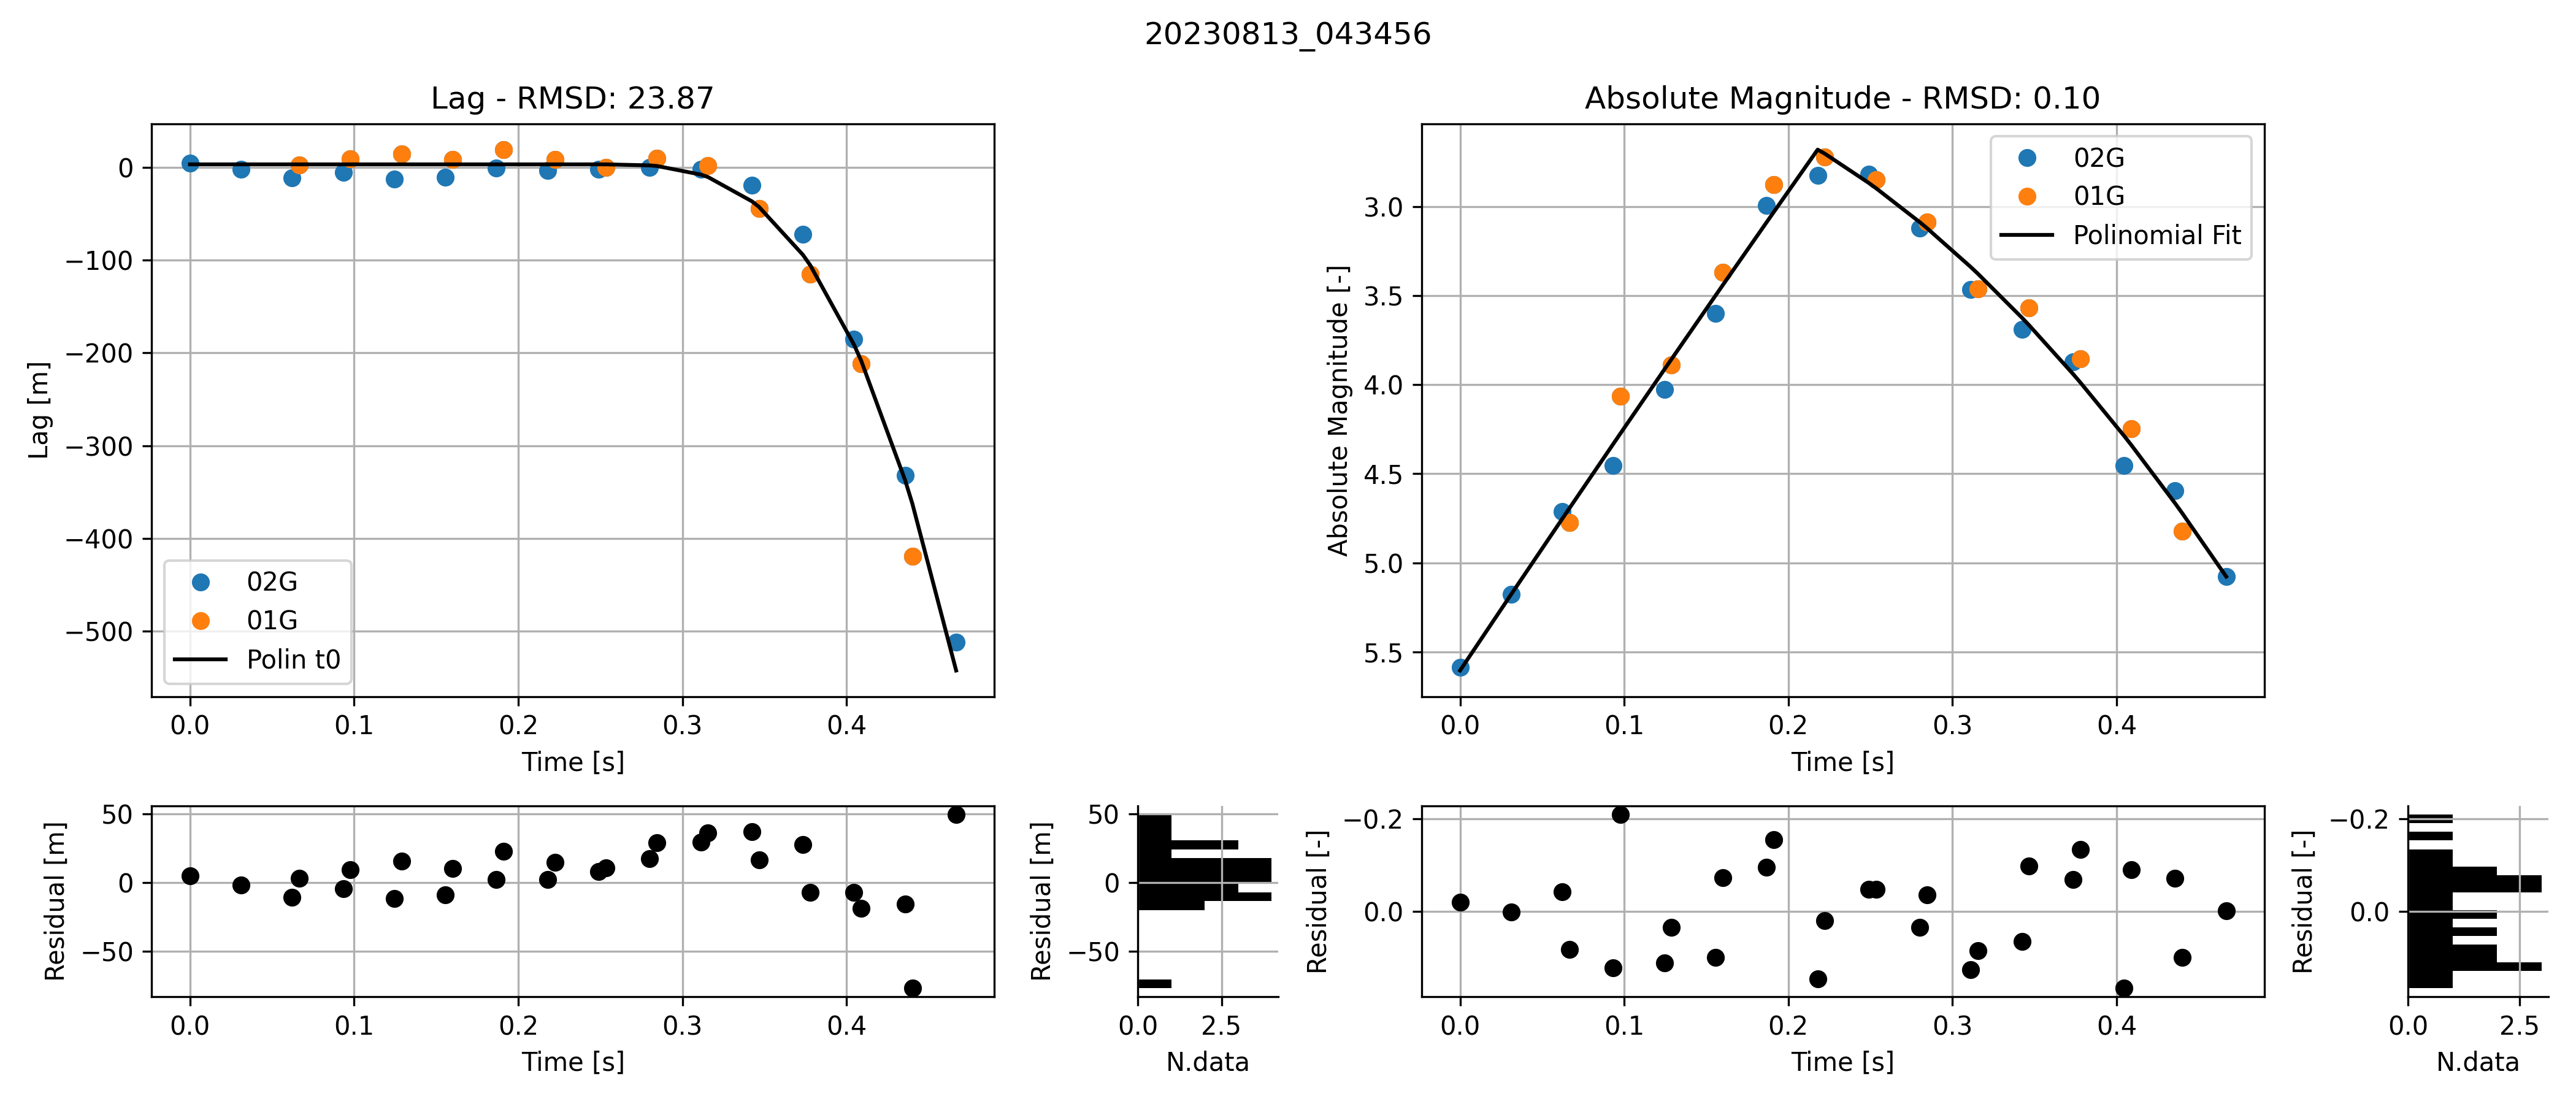 20230813_043456
Lag - RMSD: 23.87
0
−100
−200
−300
−400
−500
Lag [m]
02G
01G
Polin t0
0.0 0.1 0.2 0.3 0.4
Time [s]
Absolute Magnitude - RMSD: 0.10
3.0
3.5
4.0
4.5
5.0
5.5
Absolute Magnitude [-]
02G
01G
Polinomial Fit
0.0 0.1 0.2 0.3 0.4
Time [s]
50
0
−50
Residual [m]
0.0 0.1 0.2 0.3 0.4
Time [s]
50
0
−50
Residual [m]
0.0 2.5
N.data
−0.2
0.0
Residual [-]
0.0 0.1 0.2 0.3 0.4
Time [s]
−0.2
0.0
Residual [-]
0.0 2.5
N.data